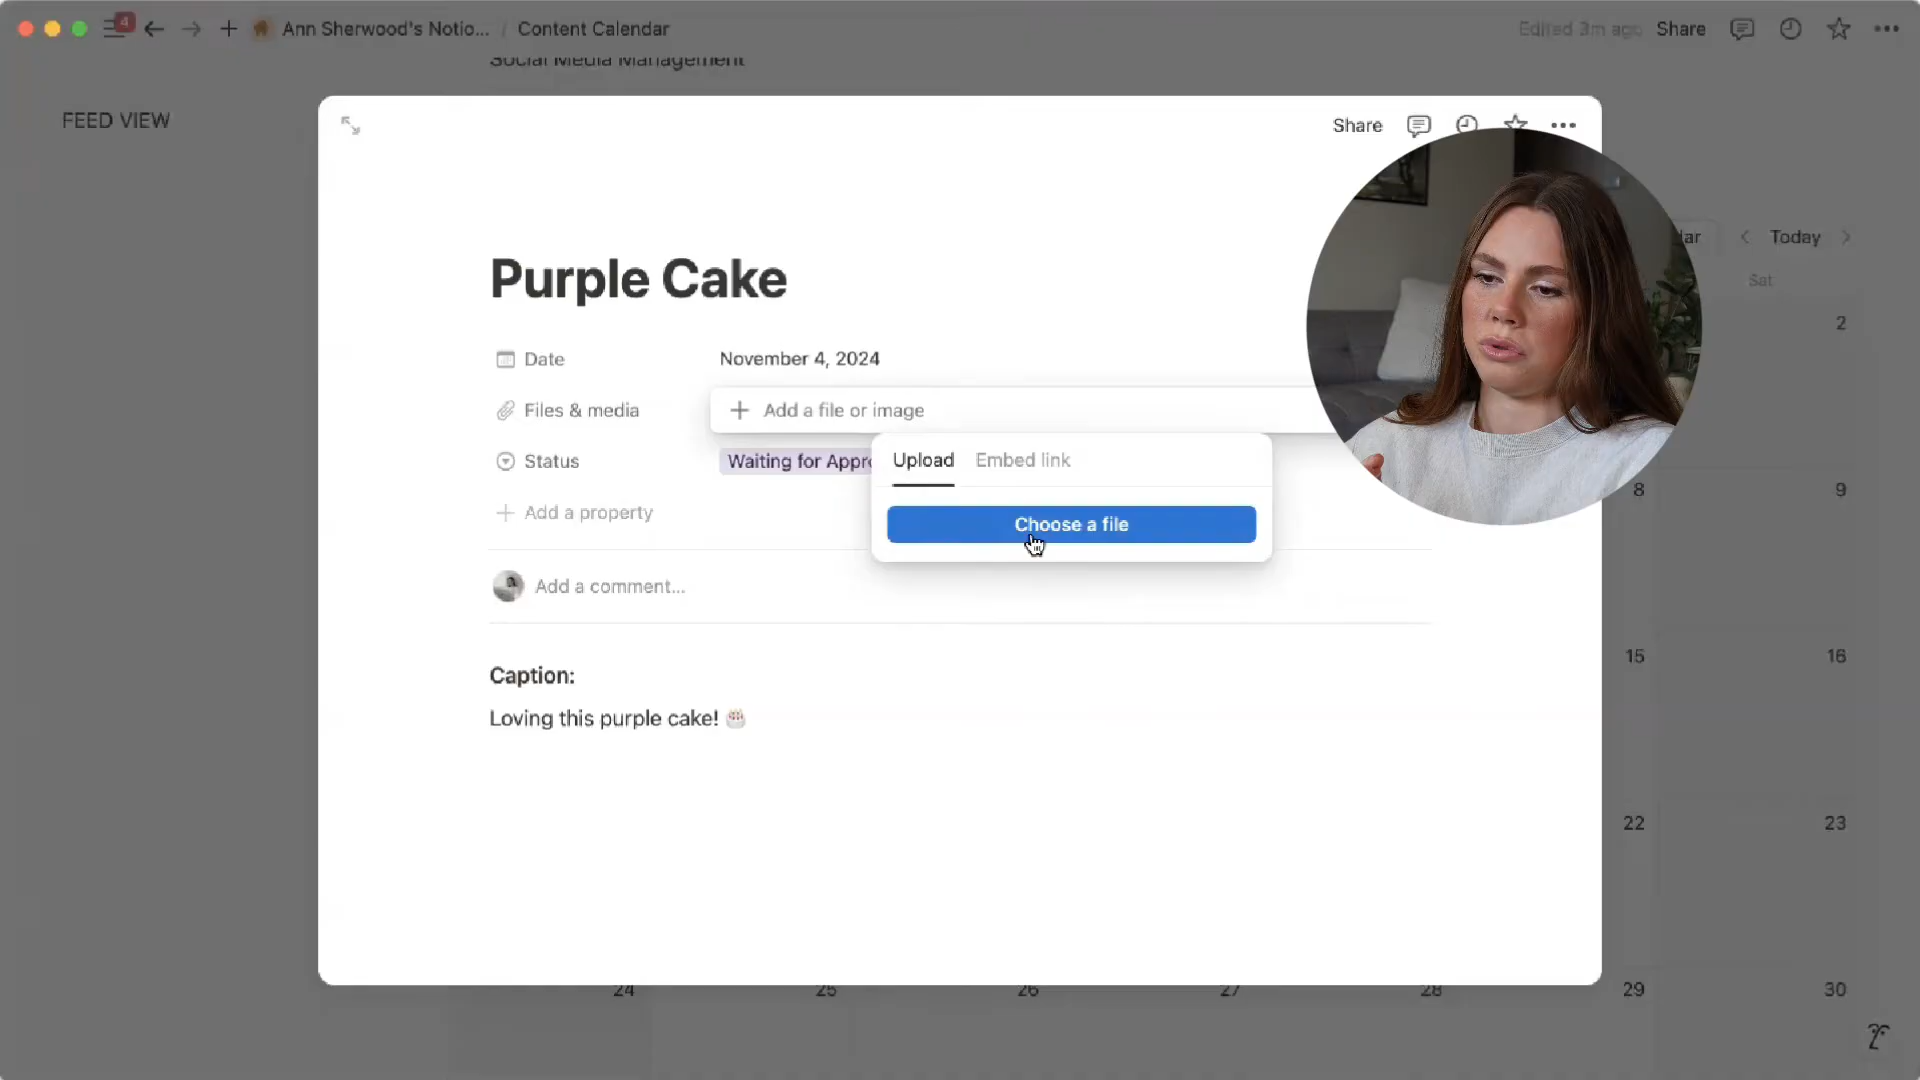 4
Ann Sherwood's Notio... / Content Calendar
Edited 3m ago
Share
Social Media Management
FEED VIEW
Share
Today
Sat
Purple Cake
Date
November 4, 2024
Files & media
Add a file or image
Status
Waiting for Appro
Upload
Embed link
Choose a file
Add a property
Add a comment...
Caption:
Loving this purple cake!
2
8
9
15
16
22
23
24
25
26
27
28
29
30